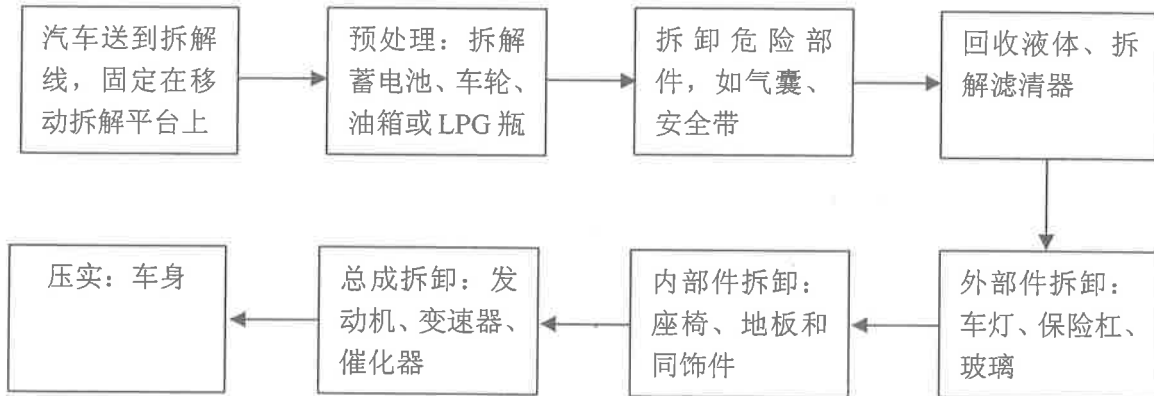 汽车送到拆解
线，固定在移
动拆解平台上
预处理：拆解
蓄电池、车轮、
油箱或 LPG 瓶
拆卸危险部
件，如气囊、
安全带
回收液体、拆
解滤清器
外部件拆卸：
车灯、保险杠、
玻璃
内部件拆卸：
座椅、地板和
同饰件
总成拆卸：发
动机、变速器、
催化器
压实：车身